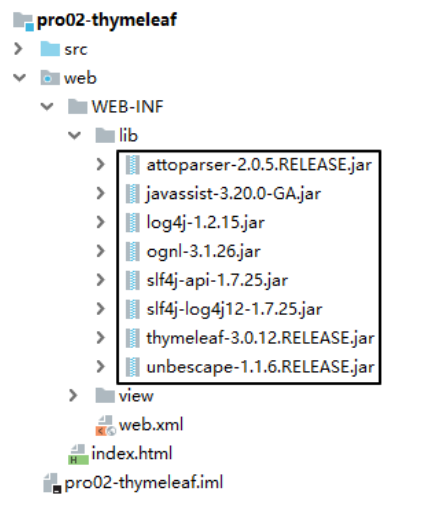 pro02-thymeleaf
src
web
WEB-INF
lib
attoparser-2.0.5.RELEASE.jar
javassist-3.20.0-GA.jar
log4j-1.2.15.jar
ognl-3.1.26.jar
slf4j-api-1.7.25.jar
slf4j-log4j12-1.7.25.jar
thymeleaf-3.0.12.RELEASE.jar
unbescape-1.1.6.RELEASE.jar
view
web.xml
index.html
pro02-thymeleaf.iml